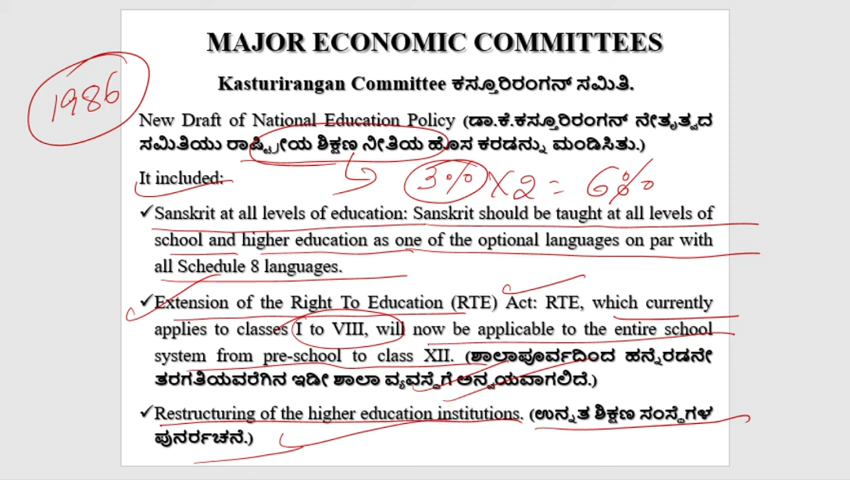 MAJOR ECONOMIC COMMITTEES
Kasturirangan Committee ಕಸ್ತೂರಿರಂಗನ್ ಸಮಿತಿ.
1986
New Draft of National Education Policy (ಡಾ.ಕೆ.ಕಸ್ತೂರಿರಂಗನ್ ನೇತೃತ್ವದ
ಸಮಿತಿಯು ರಾಷ್ಟ್ರೀಯ ಶಿಕ್ಷಣ ನೀತಿಯ ಹೊಸ ಕರಡನ್ನು ಮಂಡಿಸಿತು.)
It included:
3% X 2 = 6%
✓Sanskrit at all levels of education: Sanskrit should be taught at all levels of
school and higher education as one of the optional languages on par with
all Schedule 8 languages.
✓Extension of the Right To Education (RTE) Act: RTE, which currently
applies to classes I to VIII, will now be applicable to the entire school
system from pre-school to class XII. (ಶಾಲಾಪೂರ್ವದಿಂದ ಹನ್ನೆರಡನೇ
ತರಗತಿಯವರೆಗಿನ ಇಡೀ ಶಾಲಾ ವ್ಯವಸ್ಥೆಗೆ ಅನ್ವಯವಾಗಲಿದೆ.)
✓Restructuring of the higher education institutions. (ಉನ್ನತ ಶಿಕ್ಷಣ ಸಂಸ್ಥೆಗಳ
ಪುನರ್ರಚನೆ.)